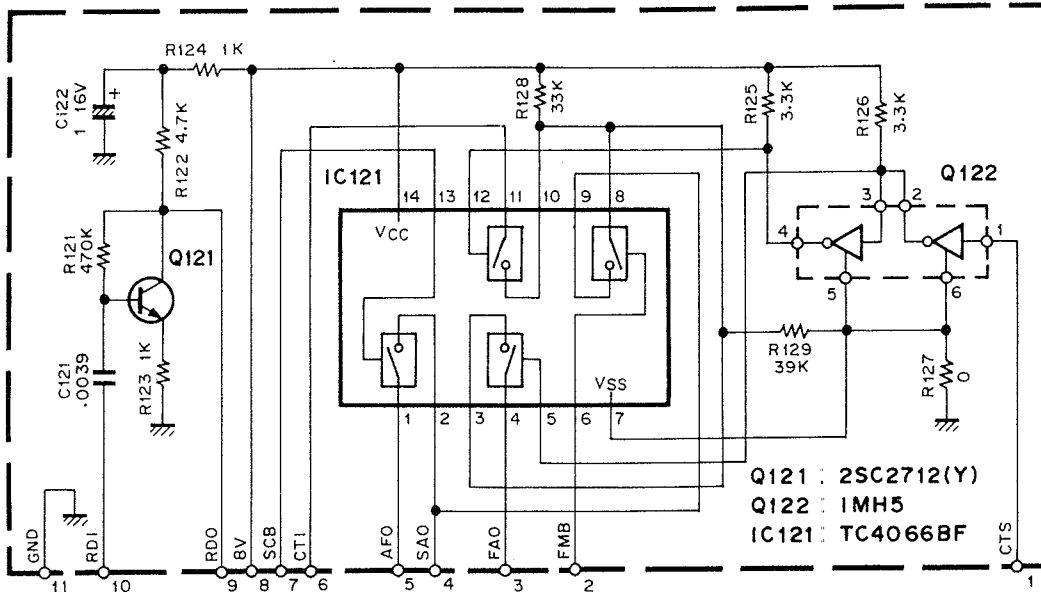 R124 1K
C122
1 16V
+
R122 4.7K
R128
33K
R125
3.3K
R126
3.3K
IC121
Q122
14 13 12 11 10 9 8
4 3 2 1
5 6
VCC
R121
470K
Q121
C121
.0039
R123 1K
R129
39K
R127
0
VSS
1 2 3 4 5 6 7
Q121 : 2SC2712(Y)
Q122 : IMH5
IC121 : TC4066BF
GND
RDI
RDO
8V
SCB
CTI
AFO
SAO
FAO
FMB
CTS
11 10 9 8 7 6 5 4 3 2 1